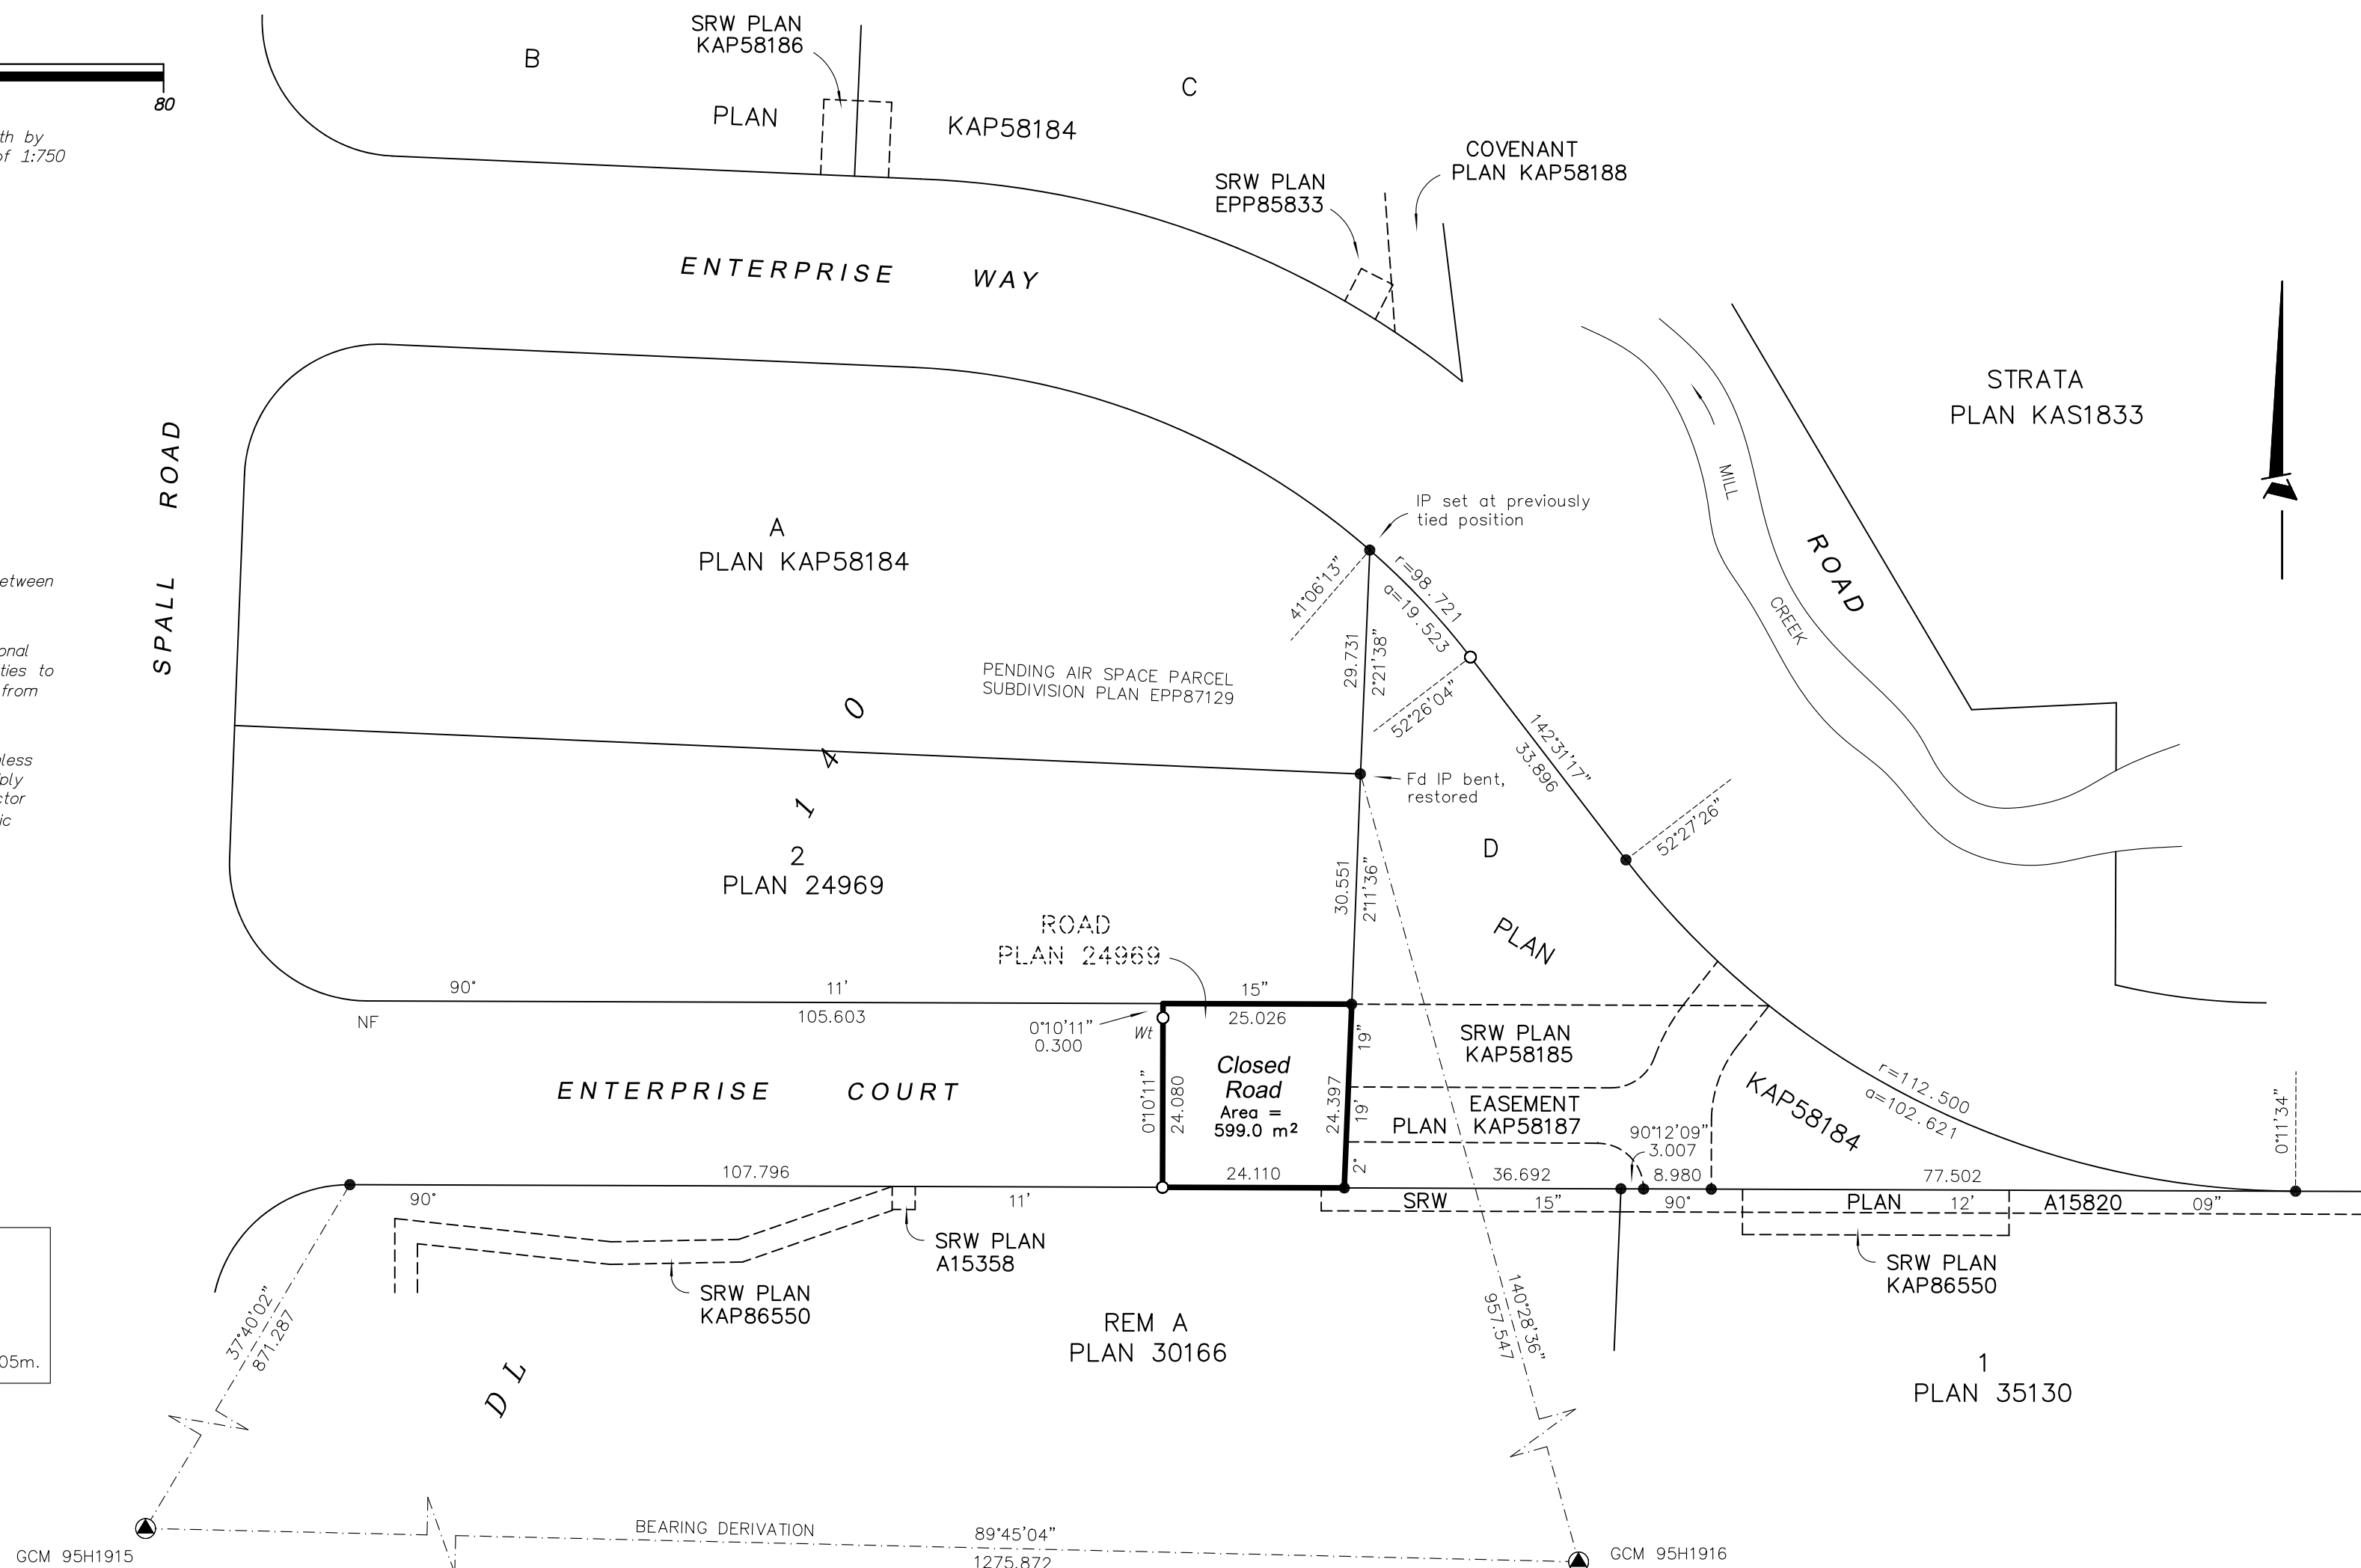 SRW PLAN
KAP58186
B
C
PLAN KAP58184
80
th by
of 1:750
COVENANT
PLAN KAP58188
SRW PLAN
EPP85833
ENTERPRISE WAY
STRATA
PLAN KAS1833
SPALL ROAD
MILL
CREEK
ROAD
IP set at previously
tied position
A
PLAN KAP58184
41°06'13"
r=98.721
a=19.523
etween
onal
ties to
from
29.731
2°21'38"
PENDING AIR SPACE PARCEL
SUBDIVISION PLAN EPP87129
52°26'04"
142°31'17"
33.896
less
ply
ctor
ic
1 4 0
Fd IP bent,
restored
52°27'26"
2
PLAN 24969
30.551
2°11'36"
D
PLAN
ROAD
PLAN 24969
90° 11' 15"
NF
105.603
0°10'11"
0.300
Wt
25.026
SRW PLAN
KAP58185
Closed
Road
Area =
599.0 m²
0°10'11"
24.080
24.397
2° 19' 19"
ENTERPRISE COURT
EASEMENT
PLAN KAP58187
KAP58184
r=112.500
a=102.621
0°11'34"
90°12'09"
3.007
107.796
24.110
36.692
8.980
77.502
90° 11' 15"
90° 12' 09"
SRW PLAN A15820
SRW PLAN
A15358
SRW PLAN
KAP86550
SRW PLAN
KAP86550
37°40'02"
871.287
140°28'36"
957.547
REM A
PLAN 30166
1
PLAN 35130
05m.
D L
BEARING DERIVATION
89°45'04"
1275.872
GCM 95H1915
GCM 95H1916